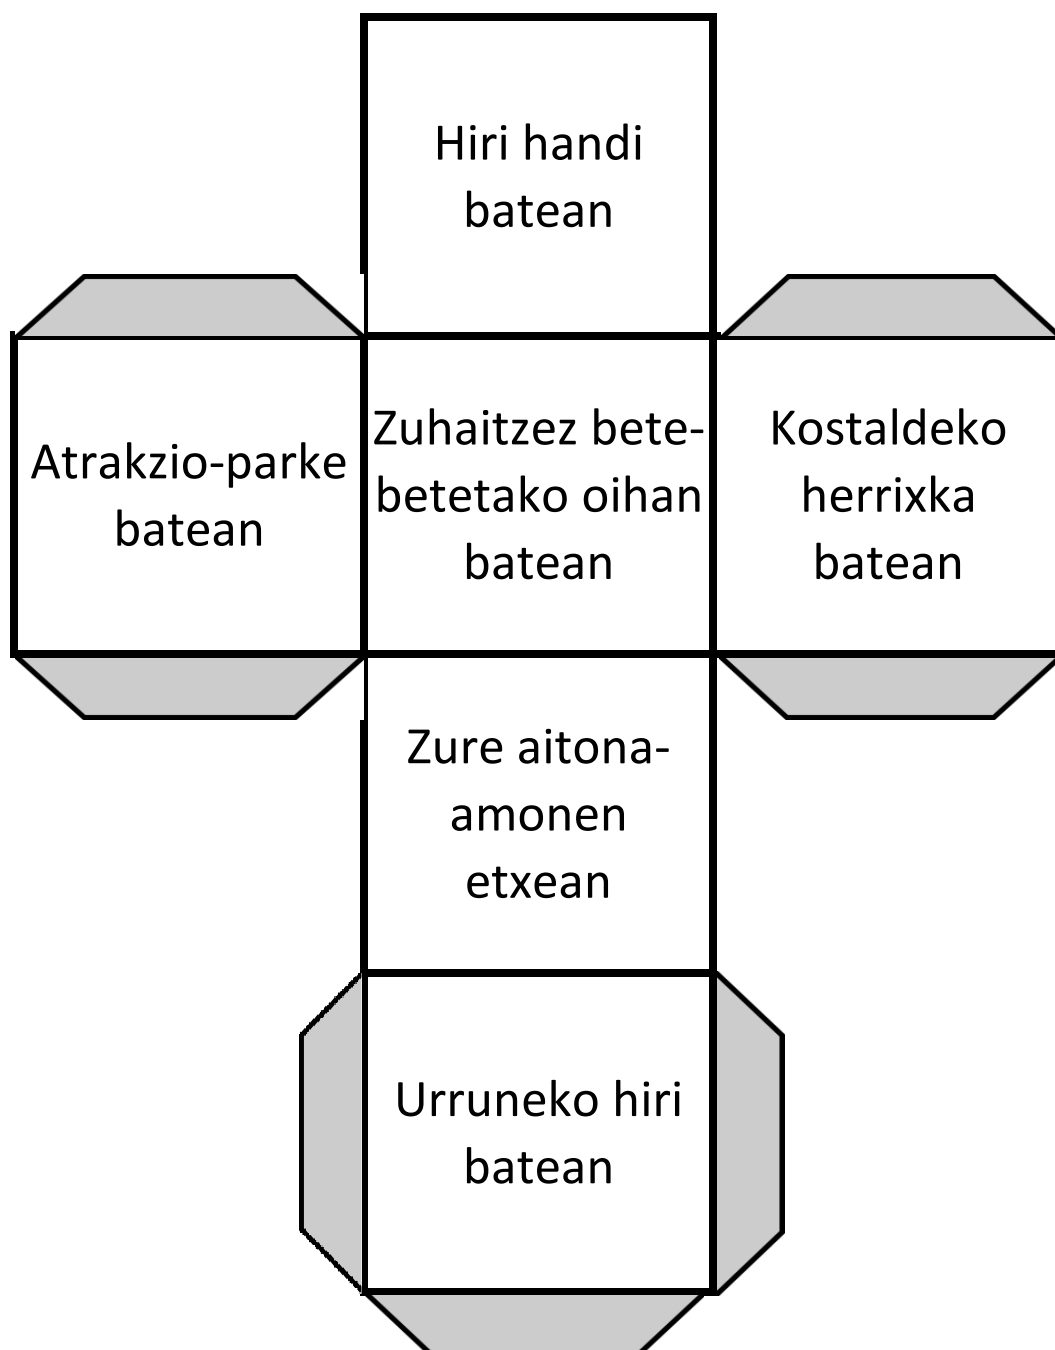 Hiri handi
batean
Atrakzio-parke
batean
Zuhaitzez bete-
betetako oihan
batean
Kostaldeko
herrixka
batean
Zure aitona-
amonen
etxean
Urruneko hiri
batean